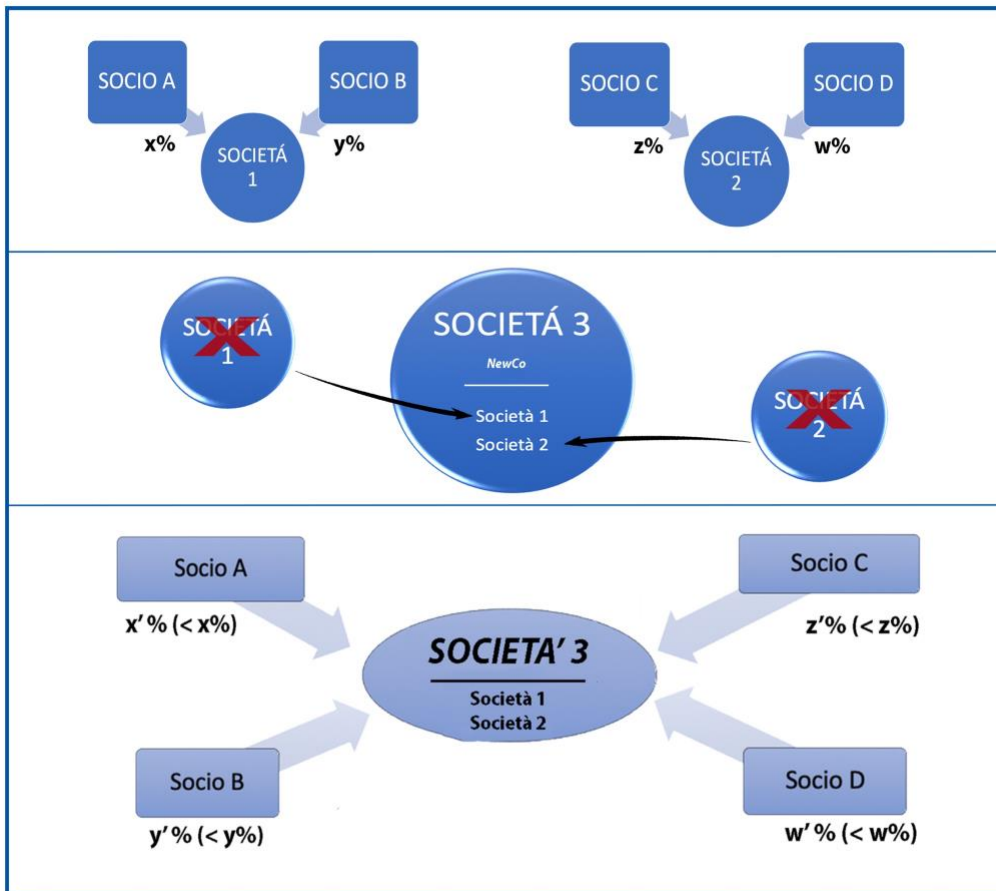 SOCIO A
SOCIO B
SOCIO C
SOCIO D
x%
y%
z%
w%
SOCIETÁ
1
SOCIETÁ
2
SOCIETÁ
1
SOCIETÁ 3
NewCo
Società 1
Società 2
SOCIETÁ
2
Socio A
Socio C
x' % (< x%)
z'% (< z%)
SOCIETA' 3
Società 1
Società 2
Socio B
Socio D
y' % (< y%)
w' % (< w%)